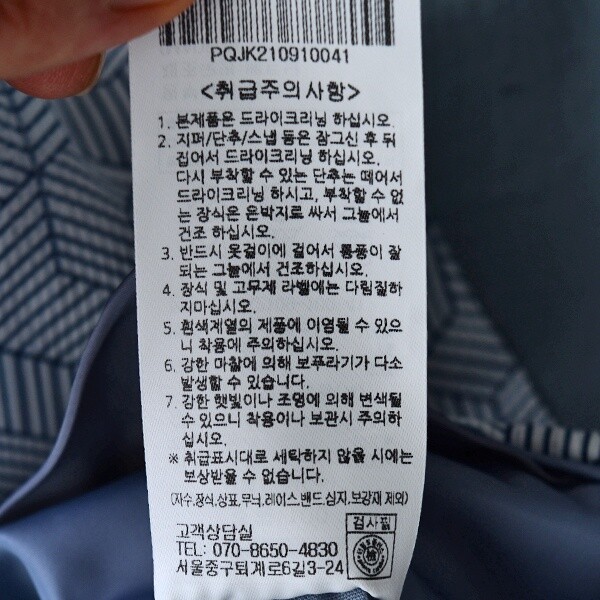 PQJK210910041
<취급주의사항>
1. 본제품은 드라이크리닝 하십시오.
2. 지퍼/단추/스냅 등은 잠그신 후 뒤
집어서 드라이크리닝 하십시오.
다시 부착할 수 있는 단추는 떼어서
드라이크리닝 하시고, 부착할 수 없
는 장식은 은박지로 싸서 그늘에서
건조 하십시오.
3. 반드시 옷걸이에 걸어서 통풍이 잘
되는 그늘에서 건조하십시오.
4. 장식 및 고무제 라벨에는 다림질하
지마십시오.
5. 흰색계열의 제품에 이염될 수 있으
니 착용에 주의하십시오.
6. 강한 마찰에 의해 보푸라기가 다소
발생할 수 있습니다.
7. 강한 햇빛이나 조명에 의해 변색될
수 있으니 착용이나 보관시 주의하
십시오.
※ 취급표시대로 세탁하지 않을 시에는
보상받을 수 없습니다.
(자수,장식,상표,무늬,레이스밴드,심지,보강재 제외)
고객상담실
검사필
TEL: 070-8650-4830
서울중구퇴계로6길3-24